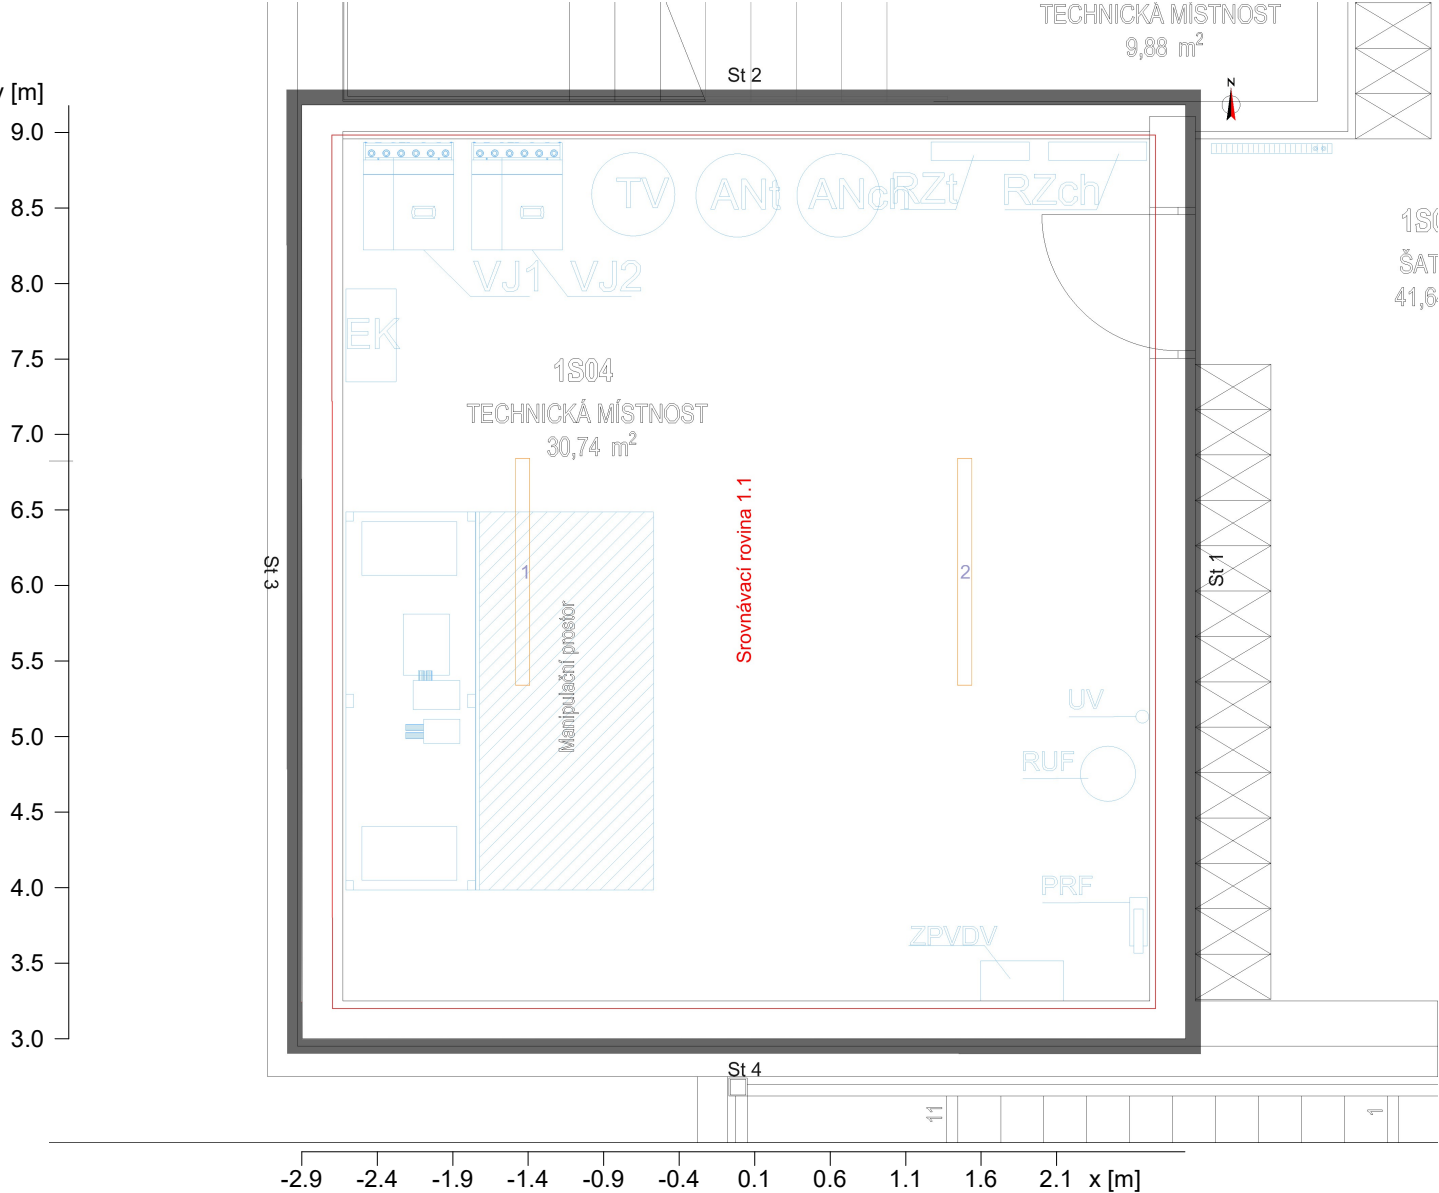 TECHNICKÁ MÍSTNOST
9,88 m²
St 2
N
y [m]
9.0
8.5
8.0
7.5
7.0
6.5
6.0
5.5
5.0
4.5
4.0
3.5
3.0
TV
ANt
ANch
RZt
RZch
VJ1
VJ2
EK
1S04
TECHNICKÁ MÍSTNOST
30,74 m²
1S0
ŠAT
41,6
St 3
1
Manipulační prostor
Srovnávací rovina 1.1
2
St 1
UV
RUF
PRF
ZPVDV
St 4
11
1
-2.9 -2.4 -1.9 -1.4 -0.9 -0.4 0.1 0.6 1.1 1.6 2.1 x [m]